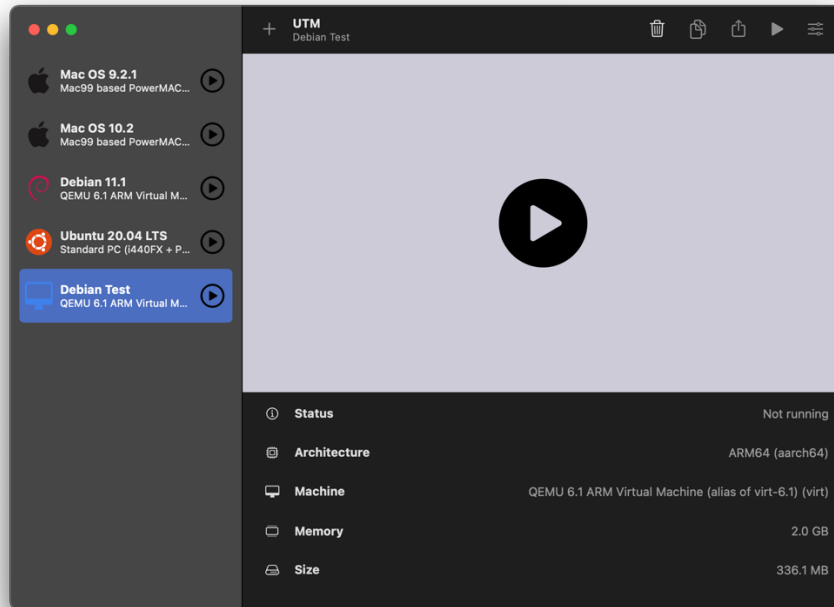 UTM
Debian Test
Mac OS 9.2.1
Mac99 based PowerMAC...
Mac OS 10.2
Mac99 based PowerMAC...
Debian 11.1
QEMU 6.1 ARM Virtual M...
Ubuntu 20.04 LTS
Standard PC (i440FX + P...
Debian Test
QEMU 6.1 ARM Virtual M...
Status Not running
Architecture ARM64 (aarch64)
Machine QEMU 6.1 ARM Virtual Machine (alias of virt-6.1) (virt)
Memory 2.0 GB
Size 336.1 MB